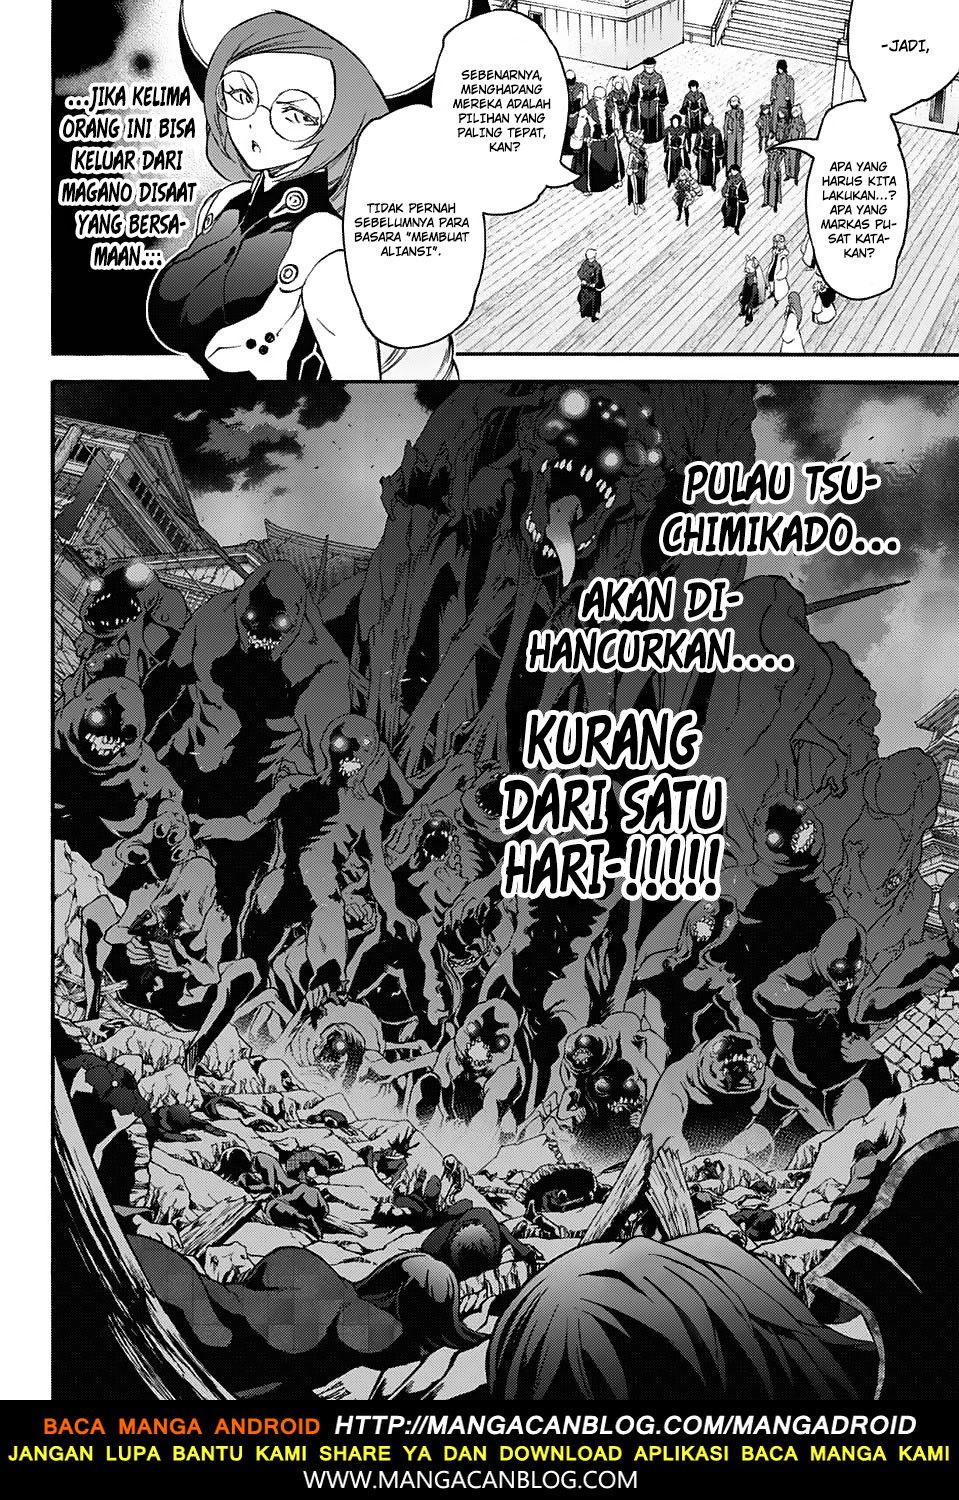 -JADI,
APA YANG
HARUS KITA
LAKUKAN...?
APA YANG
MARKAS PU-
SAT KATA-
KAN?
SEBENARNYA,
MENGHADANG
MEREKA ADALAH
PILIHAN YANG
PALING TEPAT,
KAN?
TIDAK PERNAH
SEBELUMNYA PARA
BASARA "MEMBUAT
ALIANSI".
...JIKA KELIMA
ORANG INI BISA
KELUAR DARI
MAGANO DISAAT
YANG BERSA-
MAAN....
PULAU TSU-
CHIMIKADO...
AKAN DI-
HANCURKAN....
KURANG
DARI SATU
HARI-!!!!!
BACA MANGA ANDROID HTTP://MANGACANBLOG.COM/MANGADROID
JANGAN LUPA BANTU KAMI SHARE YA DAN DOWNLOAD APLIKASI BACA MANGA KAMI
WWW.MANGACANBLOG.COM